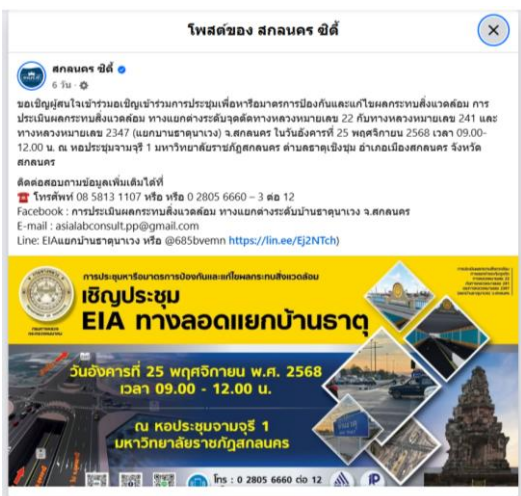 โพสต์ของ สกลนคร ซิตี้
สกลนคร ซิตี้
6 วัน
ขอเชิญผู้สนใจเข้าร่วมอเชิญเข้าร่วมการประชุมเพื่อหารือมาตรการป้องกันและแก้ไขผลกระทบสิ่งแวดล้อม การ
ประเมินผลกระทบสิ่งแวดล้อม ทางแยกต่างระดับจุดตัดทางหลวงหมายเลข 22 กับทางหลวงหมายเลข 241 และ
ทางหลวงหมายเลข 2347 (แยกบานธาตุนาเวง) จ.สกลนคร ในวันอังคารที่ 25 พฤศจิกายน 2568 เวลา 09.00-
12.00 น. ณ หอประชุมจามจุรี 1 มหาวิทยาลัยราชภัฏสกลนคร ตำบลธาตุเชิงชุม อำเภอเมืองสกลนคร จังหวัด
สกลนคร
ติดต่อสอบถามข้อมูลเพิ่มเติมได้ที่
โทรศัพท์ 08 5813 1107 หรือ หรือ 0 2805 6660 – 3 ต่อ 12
Facebook : การประเมินผลกระทบสิ่งแวดล้อม ทางแยกต่างระดับบ้านธาตุนาเวง จ.สกลนคร
E-mail : asialabconsult.pp@gmail.com
Line: EIAแยกบ้านธาตุนาเวง หรือ @685bvemn https://lin.ee/Ej2NTch)
การประชุมหารือมาตรการป้องกันและแก้ไขผลกระทบสิ่งแวดล้อม
เชิญประชุม
EIA ทางลอดแยกบ้านธาตุ
วันอังคารที่ 25 พฤศจิกายน พ.ศ. 2568
เวลา 09.00 - 12.00 น.
ณ หอประชุมจามจุรี 1
มหาวิทยาลัยราชภัฏสกลนคร
โทร : 0 2805 6660 ต่อ 12